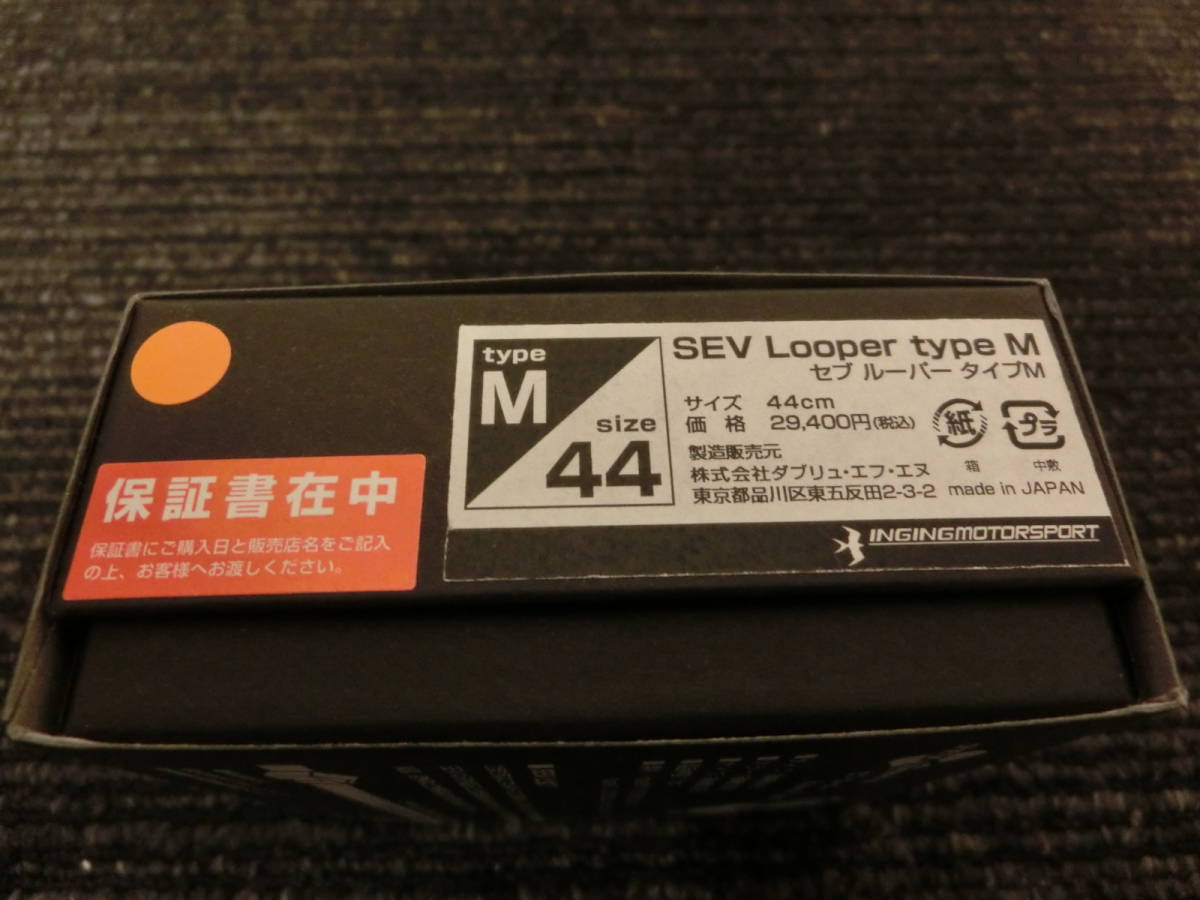 type
M
size
44
SEV Looper type M
セブ ルーパー タイプM
サイズ 44cm
価 格 29,400円(税込)
製造販売元
株式会社ダブリュ・エフ・エヌ
東京都品川区東五反田2-3-2
紙
箱
プラ
中敷
made in JAPAN
INGINGMOTORSPORT
保証書在中
保証書にご購入日と販売店名をご記入
の上、お客様へお渡しください。